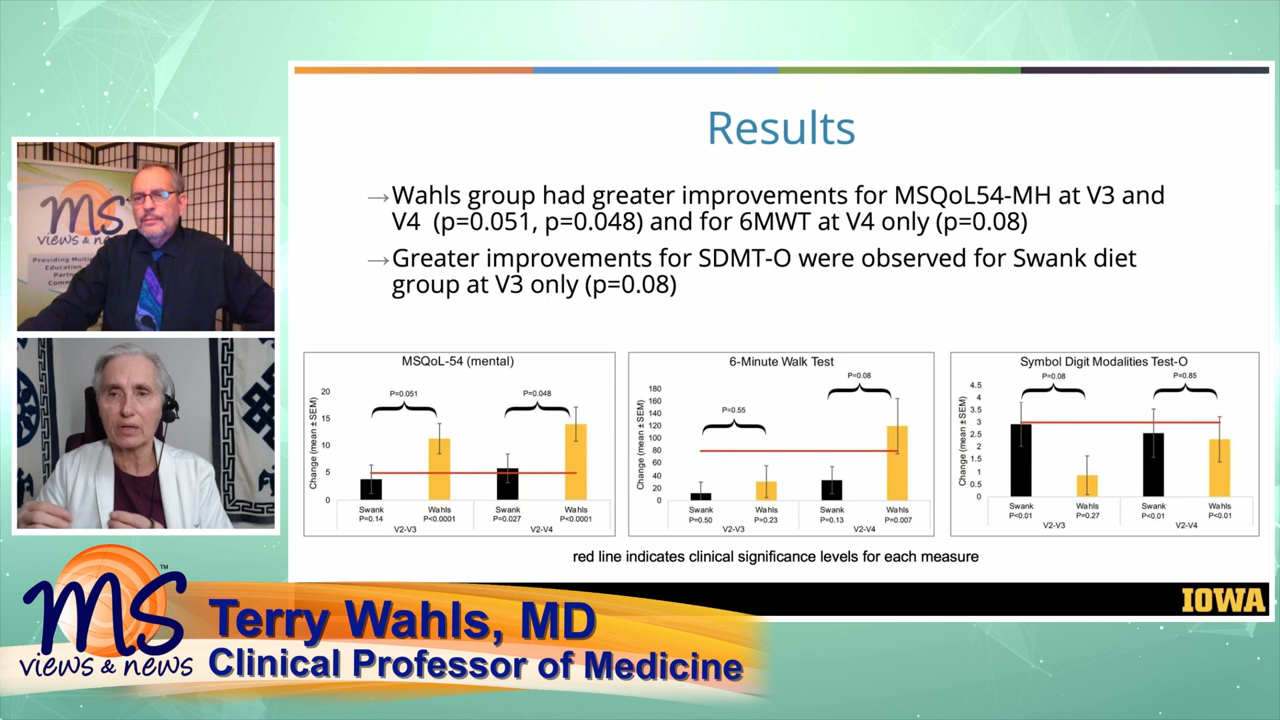 Results
→Wahls group had greater improvements for MSQoL54-MH at V3 and
V4 (p=0.051, p=0.048) and for 6MWT at V4 only (p=0.08)
→Greater improvements for SDMT-O were observed for Swank diet
group at V3 only (p=0.08)
MSQoL-54 (mental)
Change (mean ± SEM)
20
15
10
5
0
P=0.051
P=0.048
Swank Wahls Swank Wahls
P=0.14 P<0.0001 P=0.027 P<0.0001
V2-V3 V2-V4
6-Minute Walk Test
Change (mean ± SEM)
180
160
140
120
100
80
60
40
20
0
P=0.55
P=0.08
Swank Wahls Swank Wahls
P=0.50 P=0.23 P=0.13 P=0.007
V2-V3 V2-V4
Symbol Digit Modalities Test-O
Change (mean ± SEM)
4.5
4
3.5
3
2.5
2
1.5
1
0.5
0
P=0.08
P=0.85
Swank Wahls Swank Wahls
P<0.01 P=0.27 P<0.01 P<0.01
V2-V3 V2-V4
red line indicates clinical significance levels for each measure
IOWA
MS
views & ne
Providing Multi
Education
Part
Comm
MS™
views & news
Terry Wahls, MD
Clinical Professor of Medicine